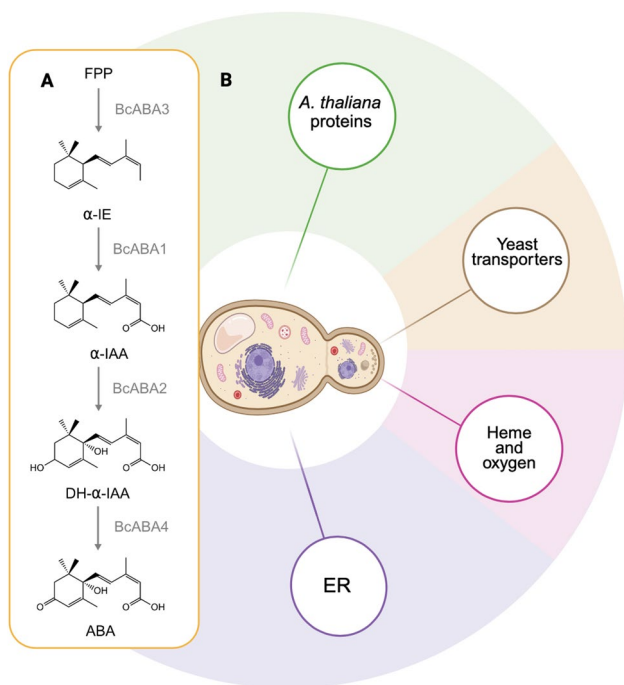 A
FPP
BcABA3
α-IE
BcABA1
O
OH
α-IAA
BcABA2
OH
HO
O
OH
DH-α-IAA
BcABA4
OH
O
O
OH
ABA
B
A. thaliana
proteins
Yeast
transporters
Heme
and
oxygen
ER